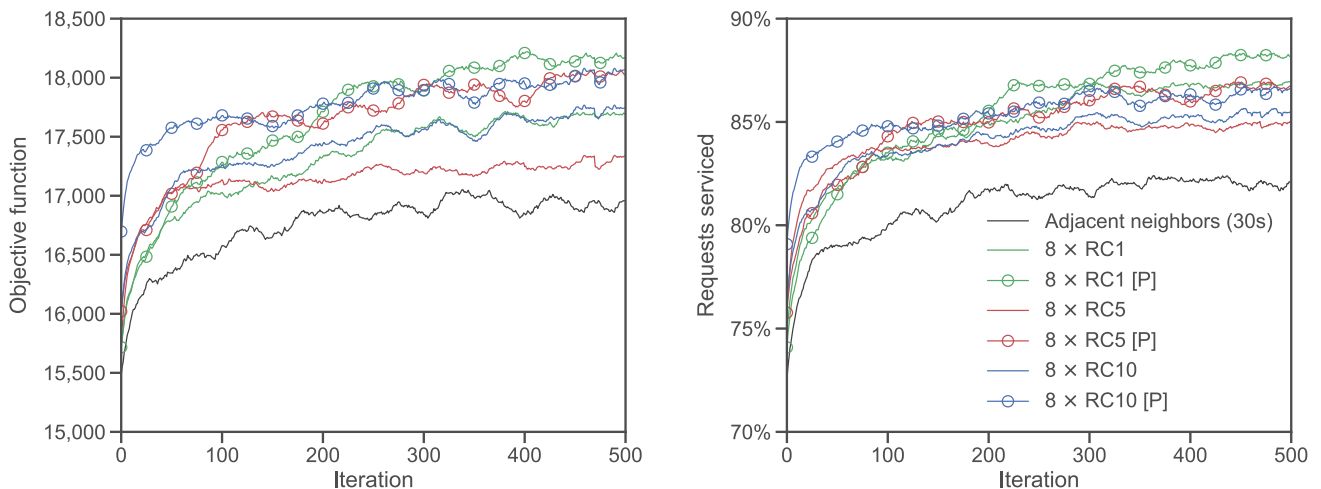 18,500
18,000
17,500
17,000
16,500
16,000
15,500
15,000
Objective function
0
100
200
300
400
500
Iteration
90%
85%
80%
75%
70%
Requests serviced
Adjacent neighbors (30s)
8 × RC1
8 × RC1 [P]
8 × RC5
8 × RC5 [P]
8 × RC10
8 × RC10 [P]
0
100
200
300
400
500
Iteration